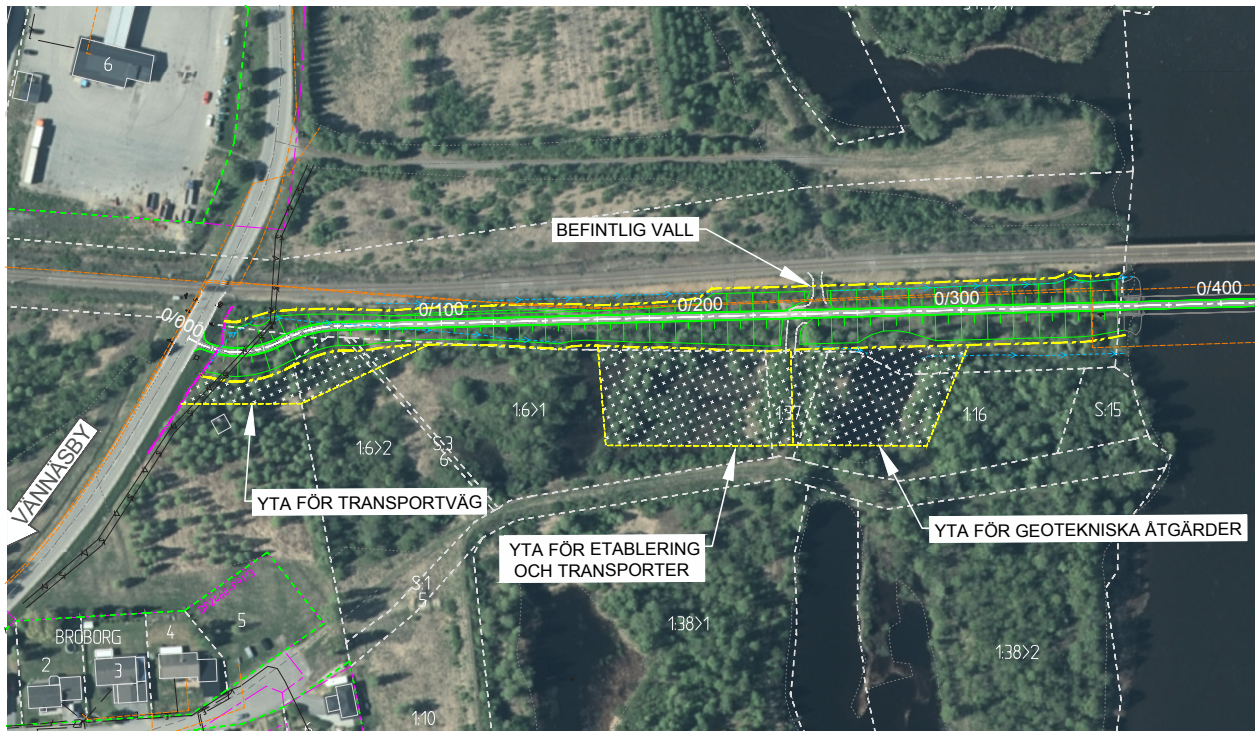 6
BEFINTLIG VALL
0/000
0/100
0/200
0/300
0/400
1:6>1
1:37
1:16
S:15
1:6>2
S:3
6
YTA FÖR TRANSPORTVÄG
VÄNNÄSBY
YTA FÖR ETABLERING
OCH TRANSPORTER
YTA FÖR GEOTEKNISKA ÅTGÄRDER
S:1
5
1:38>1
1:38>2
BROBORG
2
3
4
5
1:10